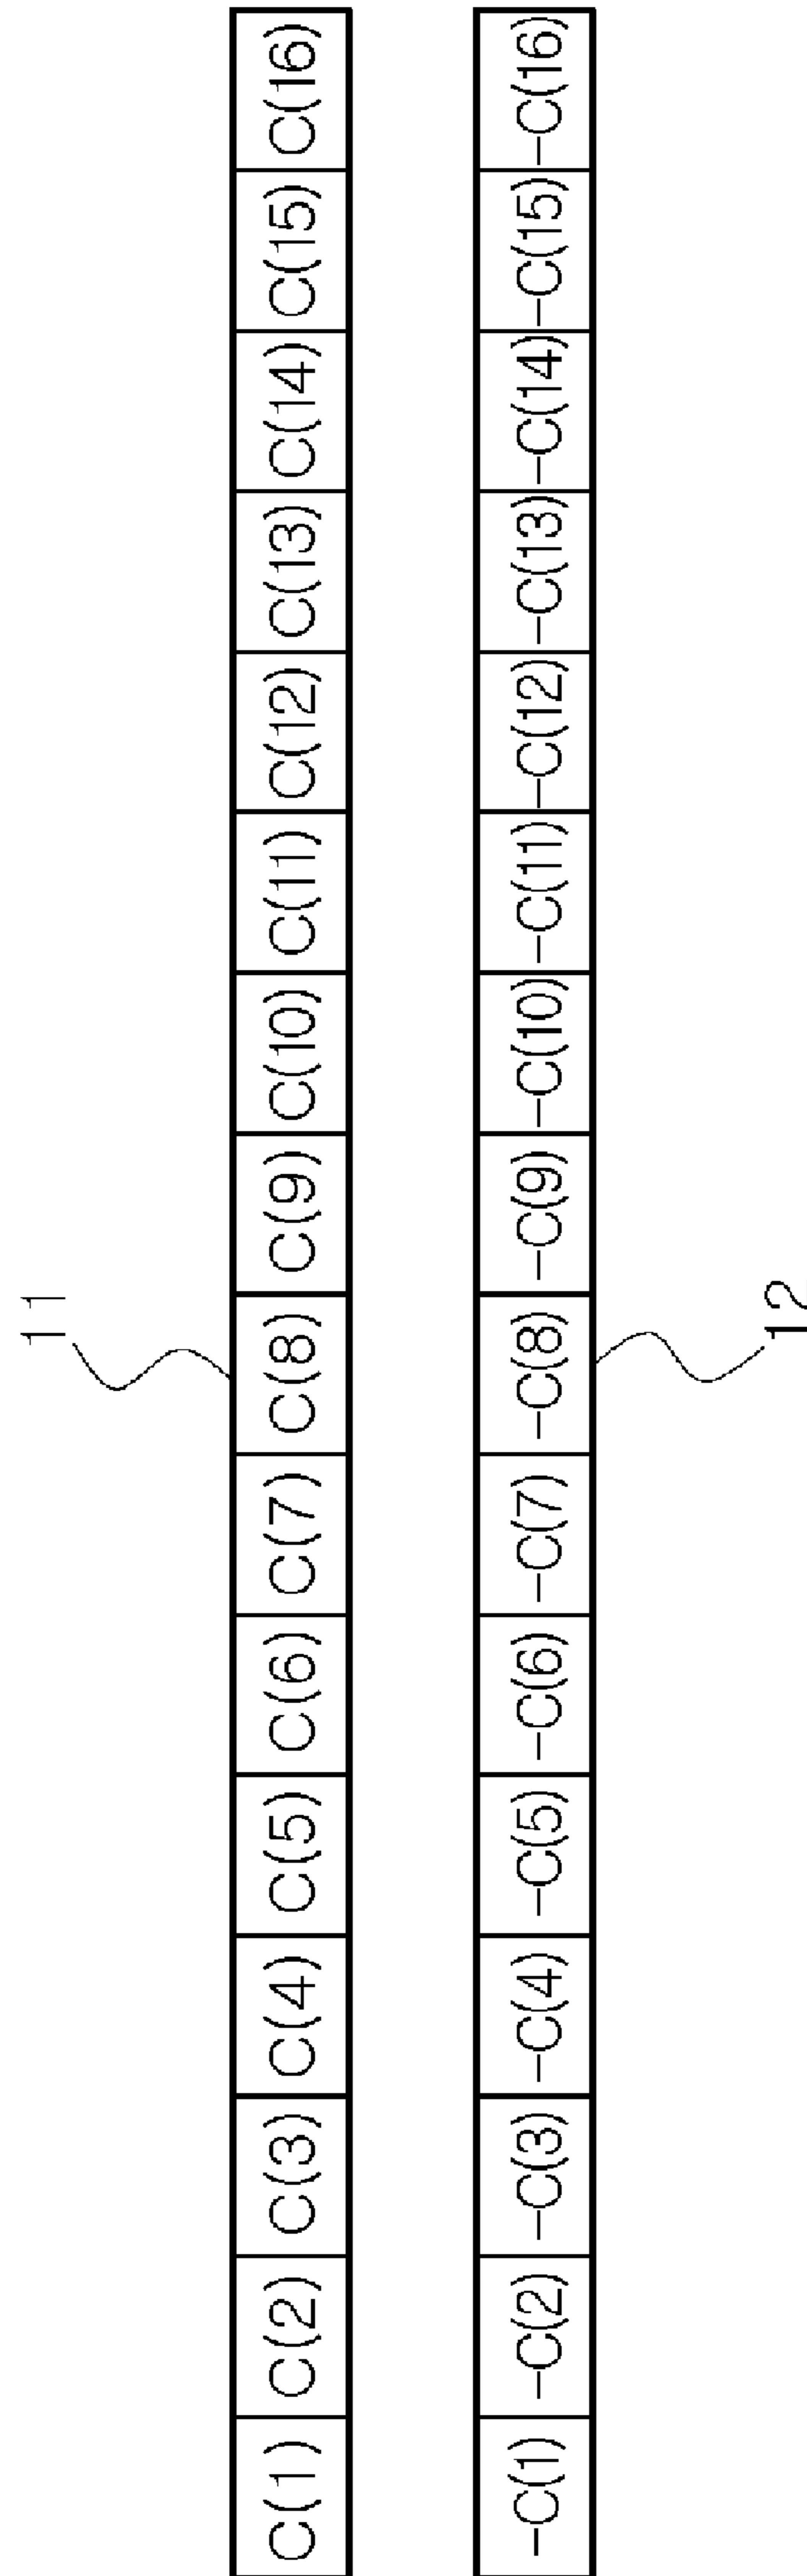 11
C(1) C(2) C(3) C(4) C(5) C(6) C(7) C(8) C(9) C(10) C(11) C(12) C(13) C(14) C(15) C(16)
-C(1) -C(2) -C(3) -C(4) -C(5) -C(6) -C(7) -C(8) -C(9) -C(10) -C(11) -C(12) -C(13) -C(14) -C(15) -C(16)
12